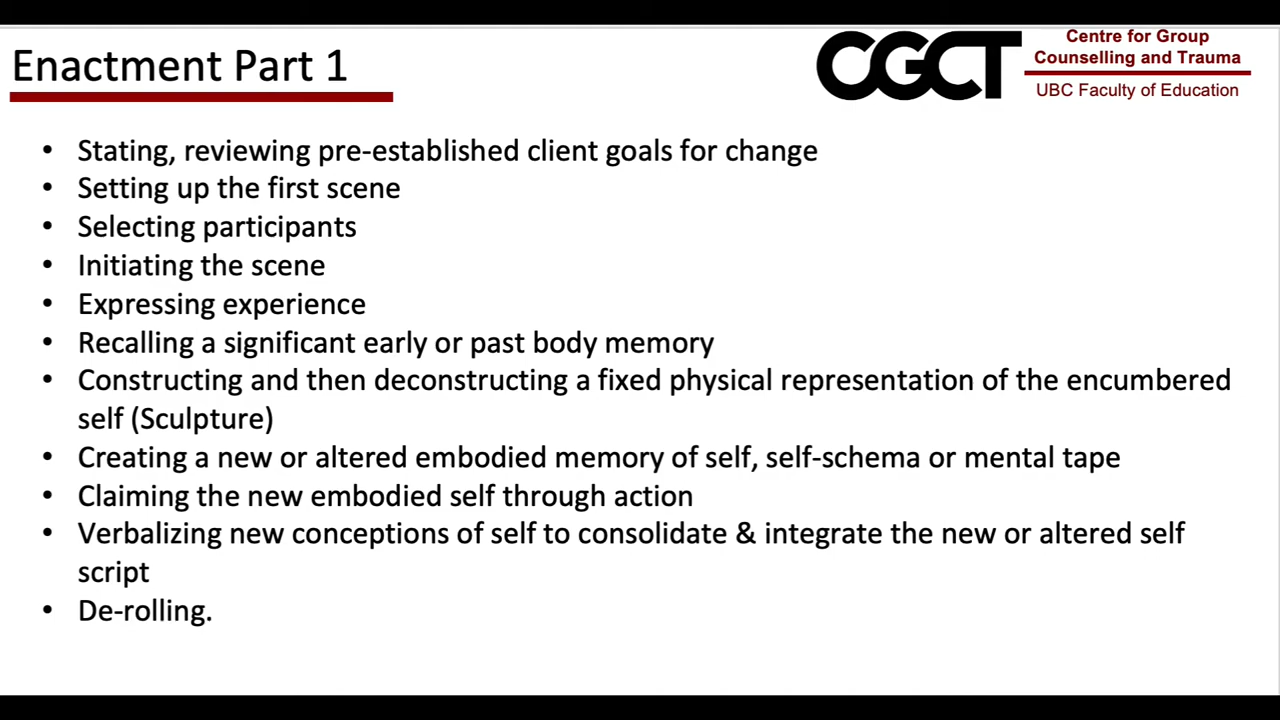 Enactment Part 1
CGCT
Centre for Group
Counselling and Trauma
UBC Faculty of Education
• Stating, reviewing pre-established client goals for change
• Setting up the first scene
• Selecting participants
• Initiating the scene
• Expressing experience
• Recalling a significant early or past body memory
• Constructing and then deconstructing a fixed physical representation of the encumbered
self (Sculpture)
• Creating a new or altered embodied memory of self, self-schema or mental tape
• Claiming the new embodied self through action
• Verbalizing new conceptions of self to consolidate & integrate the new or altered self
script
• De-rolling.